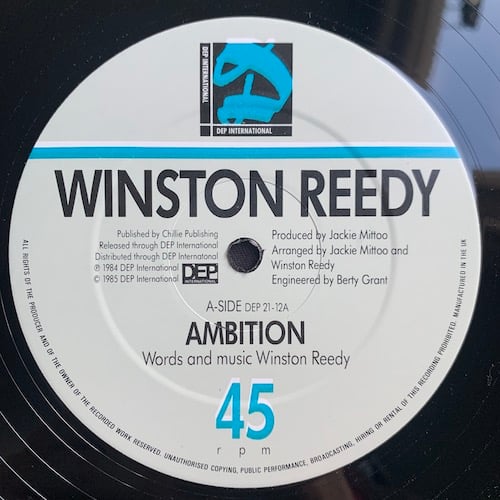 DEP INTERNATIONAL
DEP INTERNATIONAL
WINSTON REEDY
Published by Chillie Publishing
Released through DEP International
Distributed through DEP International
℗ 1984 DEP International
© 1985 DEP International
DEP
INTERNATIONAL
Produced by Jackie Mittoo
Arranged by Jackie Mittoo and
Winston Reedy
Engineered by Berty Grant
A-SIDE DEP 21-12A
AMBITION
Words and music Winston Reedy
45
rpm
ALL RIGHTS OF THE PRODUCER AND OF THE OWNER OF THE RECORDED WORK RESERVED. UNAUTHORISED COPYING, PUBLIC PERFORMANCE, BROADCASTING, HIRING OR RENTAL OF THIS RECORDING PROHIBITED. MANUFACTURED IN THE UK